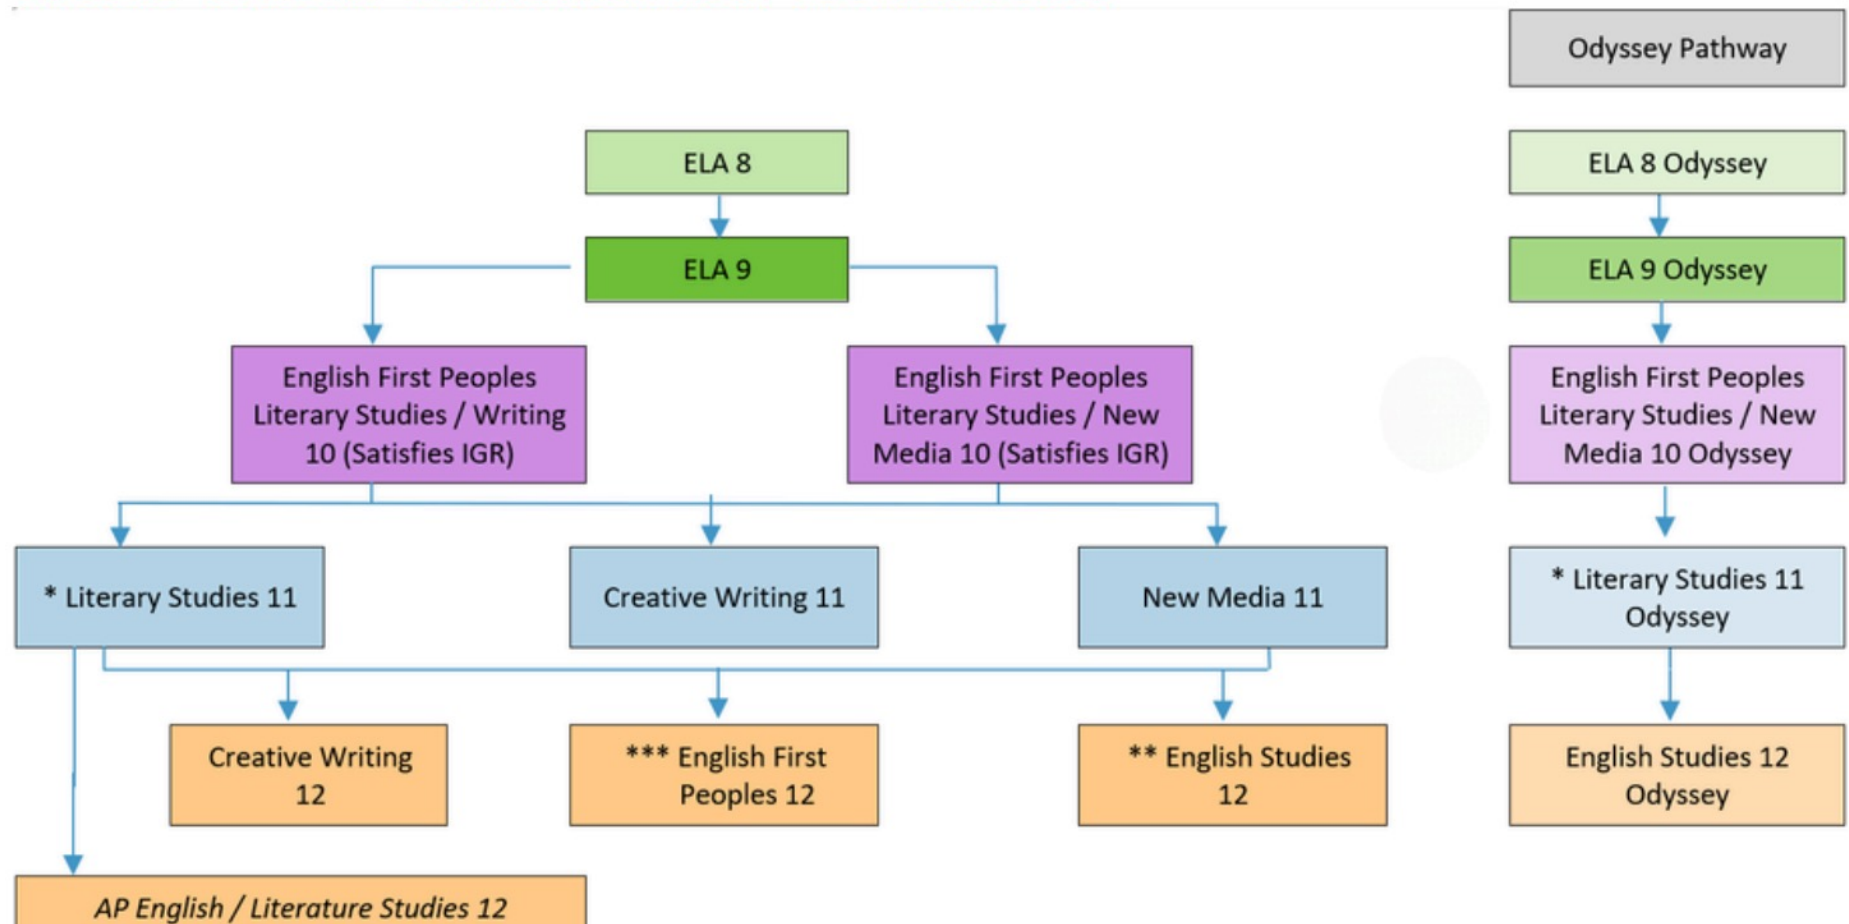 Odyssey Pathway
ELA 8
ELA 8 Odyssey
ELA 9
ELA 9 Odyssey
English First Peoples
Literary Studies / Writing
10 (Satisfies IGR)
English First Peoples
Literary Studies / New
Media 10 (Satisfies IGR)
English First Peoples
Literary Studies / New
Media 10 Odyssey
* Literary Studies 11
Creative Writing 11
New Media 11
* Literary Studies 11
Odyssey
Creative Writing
12
*** English First
Peoples 12
** English Studies
12
English Studies 12
Odyssey
AP English / Literature Studies 12